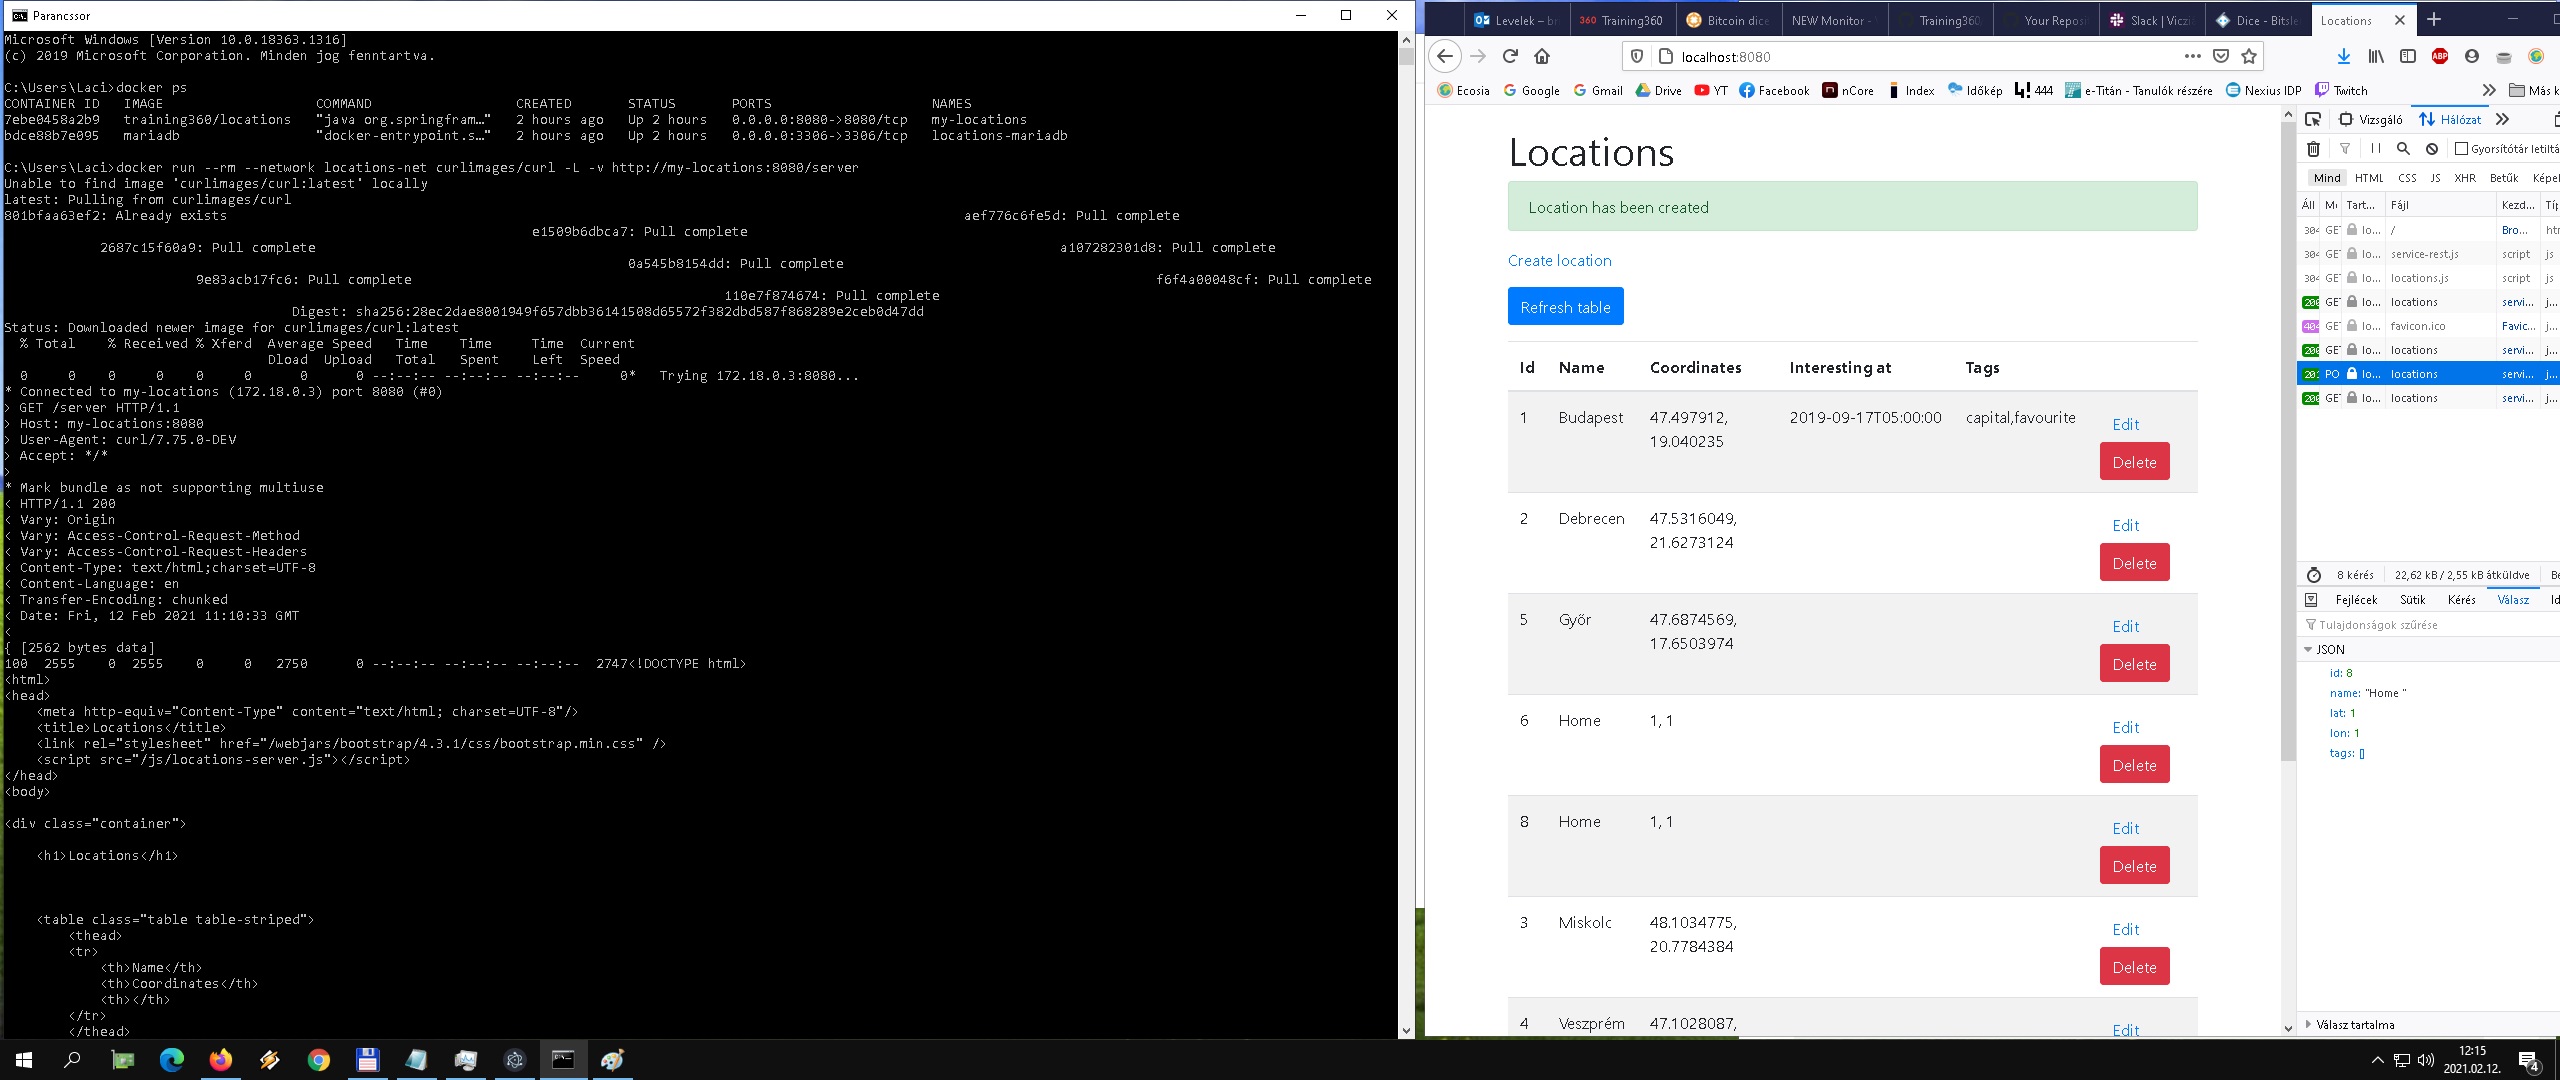 Parancssor
Microsoft Windows [Version 10.0.18363.1316]
(c) 2019 Microsoft Corporation. Minden jog fenntartva.
C:\Users\Laci>docker ps
CONTAINER ID IMAGE COMMAND CREATED STATUS PORTS NAMES
7ebe0458a2b9 training360/locations "java org.springfram…" 2 hours ago Up 2 hours 0.0.0.0:8080->8080/tcp my-locations
bdce88b7e095 mariadb "docker-entrypoint.s…" 2 hours ago Up 2 hours 0.0.0.0:3306->3306/tcp locations-mariadb
C:\Users\Laci>docker run --rm --network locations-net curlimages/curl -L -v http://my-locations:8080/server
Unable to find image 'curlimages/curl:latest' locally
latest: Pulling from curlimages/curl
801bfaa63ef2: Already exists aef776c6fe5d: Pull complete
e1509b6dbca7: Pull complete
2687c15f60a9: Pull complete a107282301d8: Pull complete
0a545b8154dd: Pull complete
9e83acb17fc6: Pull complete f6f4a00048cf: Pull complete
110e7f874674: Pull complete
Digest: sha256:28ec2dae8001949f657dbb36141508d65572f382dbd587f868289e2ceb0d47dd
Status: Downloaded newer image for curlimages/curl:latest
% Total % Received % Xferd Average Speed Time Time Time Current
Dload Upload Total Spent Left Speed
0 0 0 0 0 0 0 0 --:--:-- --:--:-- --:--:-- 0* Trying 172.18.0.3:8080...
* Connected to my-locations (172.18.0.3) port 8080 (#0)
> GET /server HTTP/1.1
> Host: my-locations:8080
> User-Agent: curl/7.75.0-DEV
> Accept: */*
>
* Mark bundle as not supporting multiuse
< HTTP/1.1 200
< Vary: Origin
< Vary: Access-Control-Request-Method
< Vary: Access-Control-Request-Headers
< Content-Type: text/html;charset=UTF-8
< Content-Language: en
< Transfer-Encoding: chunked
< Date: Fri, 12 Feb 2021 11:10:33 GMT
<
{ [2562 bytes data]
100 2555 0 2555 0 0 2750 0 --:--:-- --:--:-- --:--:-- 2747<!DOCTYPE html>
<html>
<head>
<meta http-equiv="Content-Type" content="text/html; charset=UTF-8"/>
<title>Locations</title>
<link rel="stylesheet" href="/webjars/bootstrap/4.3.1/css/bootstrap.min.css" />
<script src="/js/locations-server.js"></script>
</head>
<body>
<div class="container">
<h1>Locations</h1>
<table class="table table-striped">
<thead>
<tr>
<th>Name</th>
<th>Coordinates</th>
<th></th>
</tr>
</thead>
Levelek – br Training360 Bitcoin dice NEW Monitor - Training360 Your Reposi Slack | Viczi Dice - Bitsle Locations
localhost:8080
Ecosia Google Gmail Drive YT Facebook nCore Index Időkép 444 e-Titán - Tanulók részére Nexius IDP Twitch Más k
Locations
Location has been created
Create location
Refresh table
Id Name Coordinates Interesting at Tags
1 Budapest 47.497912, 19.040235 2019-09-17T05:00:00 capital,favourite Edit Delete
2 Debrecen 47.5316049, 21.6273124 Edit Delete
5 Győr 47.6874569, 17.6503974 Edit Delete
6 Home 1, 1 Edit Delete
8 Home 1, 1 Edit Delete
3 Miskolc 48.1034775, 20.7784384 Edit Delete
4 Veszprém 47.1028087, Edit
Vizsgáló Hálózat
Gyorsítótár letiltá
Mind HTML CSS JS XHR Betűk Képel
Áll Tart... Fájl Kezd... Típ
304 GET lo... / Bro... htr
304 GET lo... service-rest.js script js
304 GET lo... locations.js script js
200 GET lo... locations servi... j...
404 GET lo... favicon.ico Favic...
200 GET lo... locations servi... j...
201 PO lo... locations servi... j...
200 GET lo... locations servi... j...
8 kérés 22,62 kB / 2,55 kB átküldve Be
Fejlécek Sütik Kérés Válasz Id
Tulajdonságok szűrése
JSON
id: 8
name: "Home "
lat: 1
lon: 1
tags: []
Válasz tartalma
12:15
2021.02.12.
4